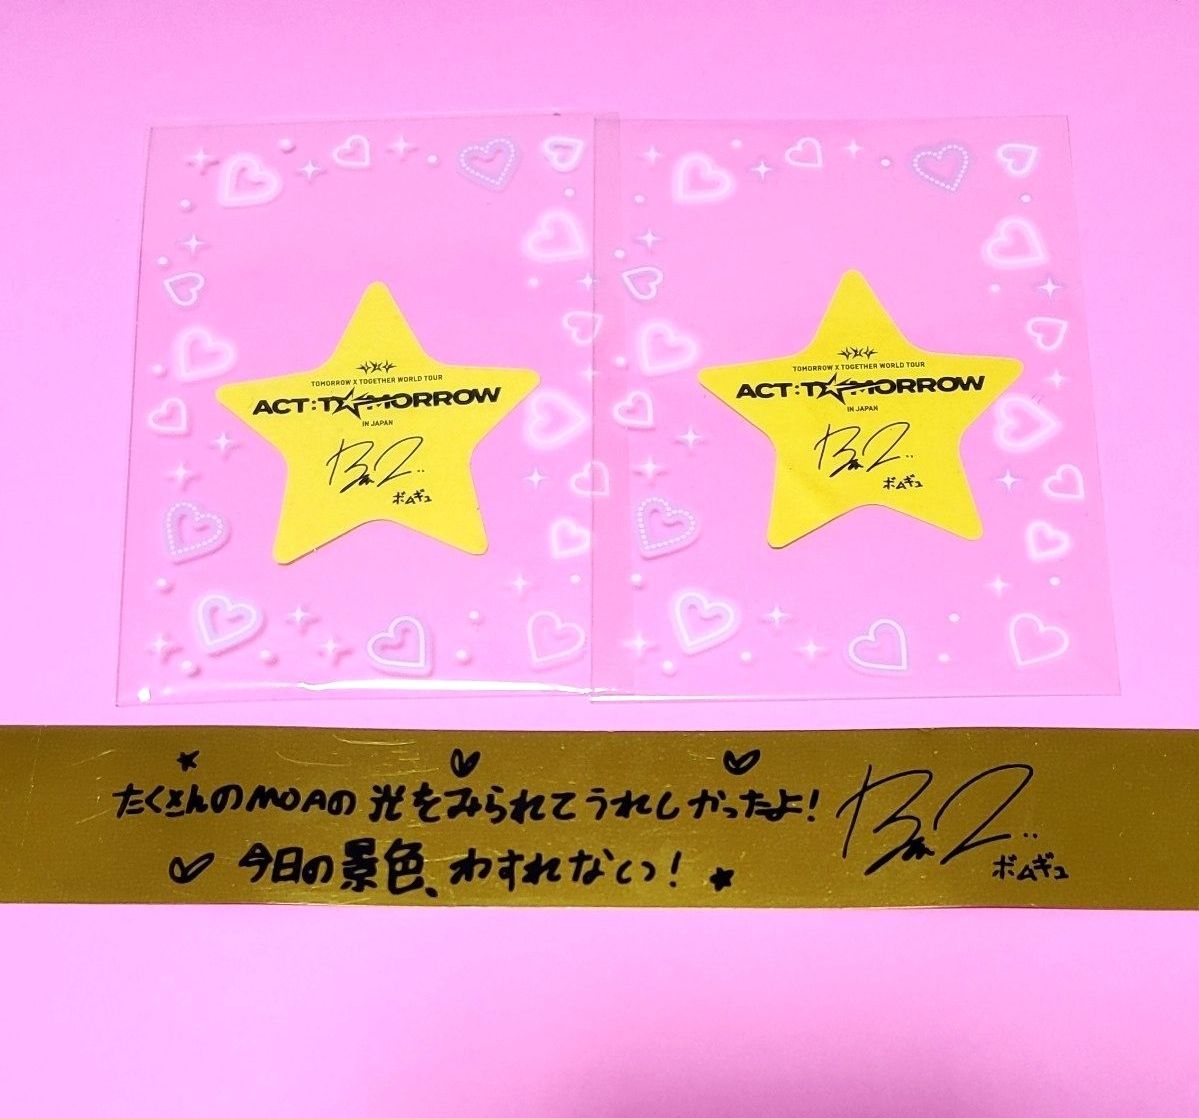 TOMORROW X TOGETHER WORLD TOUR
ACT:TOMORROW
IN JAPAN
ボムギュ
TOMORROW X TOGETHER WORLD TOUR
ACT:TOMORROW
IN JAPAN
ボムギュ
たくさんのMOAの光をみられてうれしかったよ!
今日の景色、わすれないっ!
ボムギュ